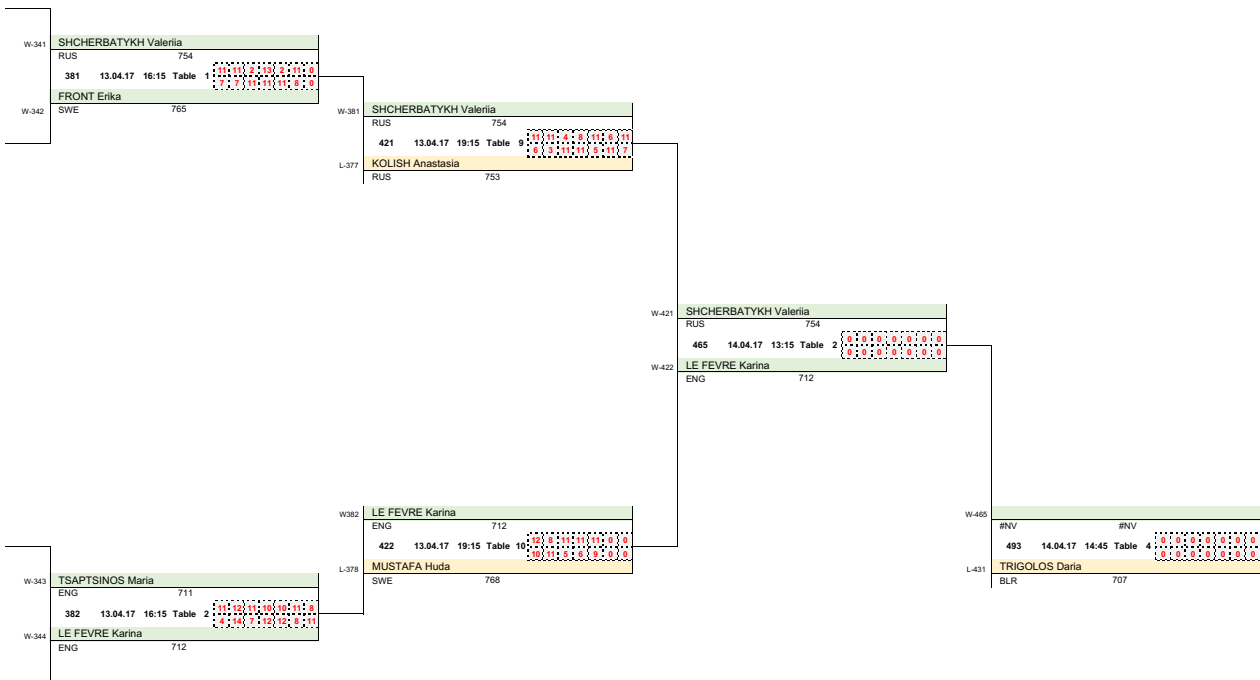 W-341 SHCHERBATYKH Valeriia
RUS 754
381 13.04.17 16:15 Table 1 11 11 2 13 2 11 0
7 7 11 11 11 8 0
FRONT Erika
W-342 SWE 765
W-381 SHCHERBATYKH Valeriia
RUS 754
421 13.04.17 19:15 Table 9 11 11 4 8 11 6 11
6 3 11 11 5 11 7
L-377 KOLISH Anastasia
RUS 753
W-421 SHCHERBATYKH Valeriia
RUS 754
465 14.04.17 13:15 Table 2 0 0 0 0 0 0 0
0 0 0 0 0 0 0
W-422 LE FEVRE Karina
ENG 712
W382 LE FEVRE Karina
ENG 712
422 13.04.17 19:15 Table 10 12 8 11 11 11 0 0
10 11 5 6 9 0 0
L-378 MUSTAFA Huda
SWE 768
W-465
#NV #NV
493 14.04.17 14:45 Table 4 0 0 0 0 0 0 0
0 0 0 0 0 0 0
L-431 TRIGOLOS Daria
BLR 707
W-343 TSAPTSINOS Maria
ENG 711
382 13.04.17 16:15 Table 2 11 12 11 10 10 11 8
4 14 7 12 12 8 11
W-344 LE FEVRE Karina
ENG 712